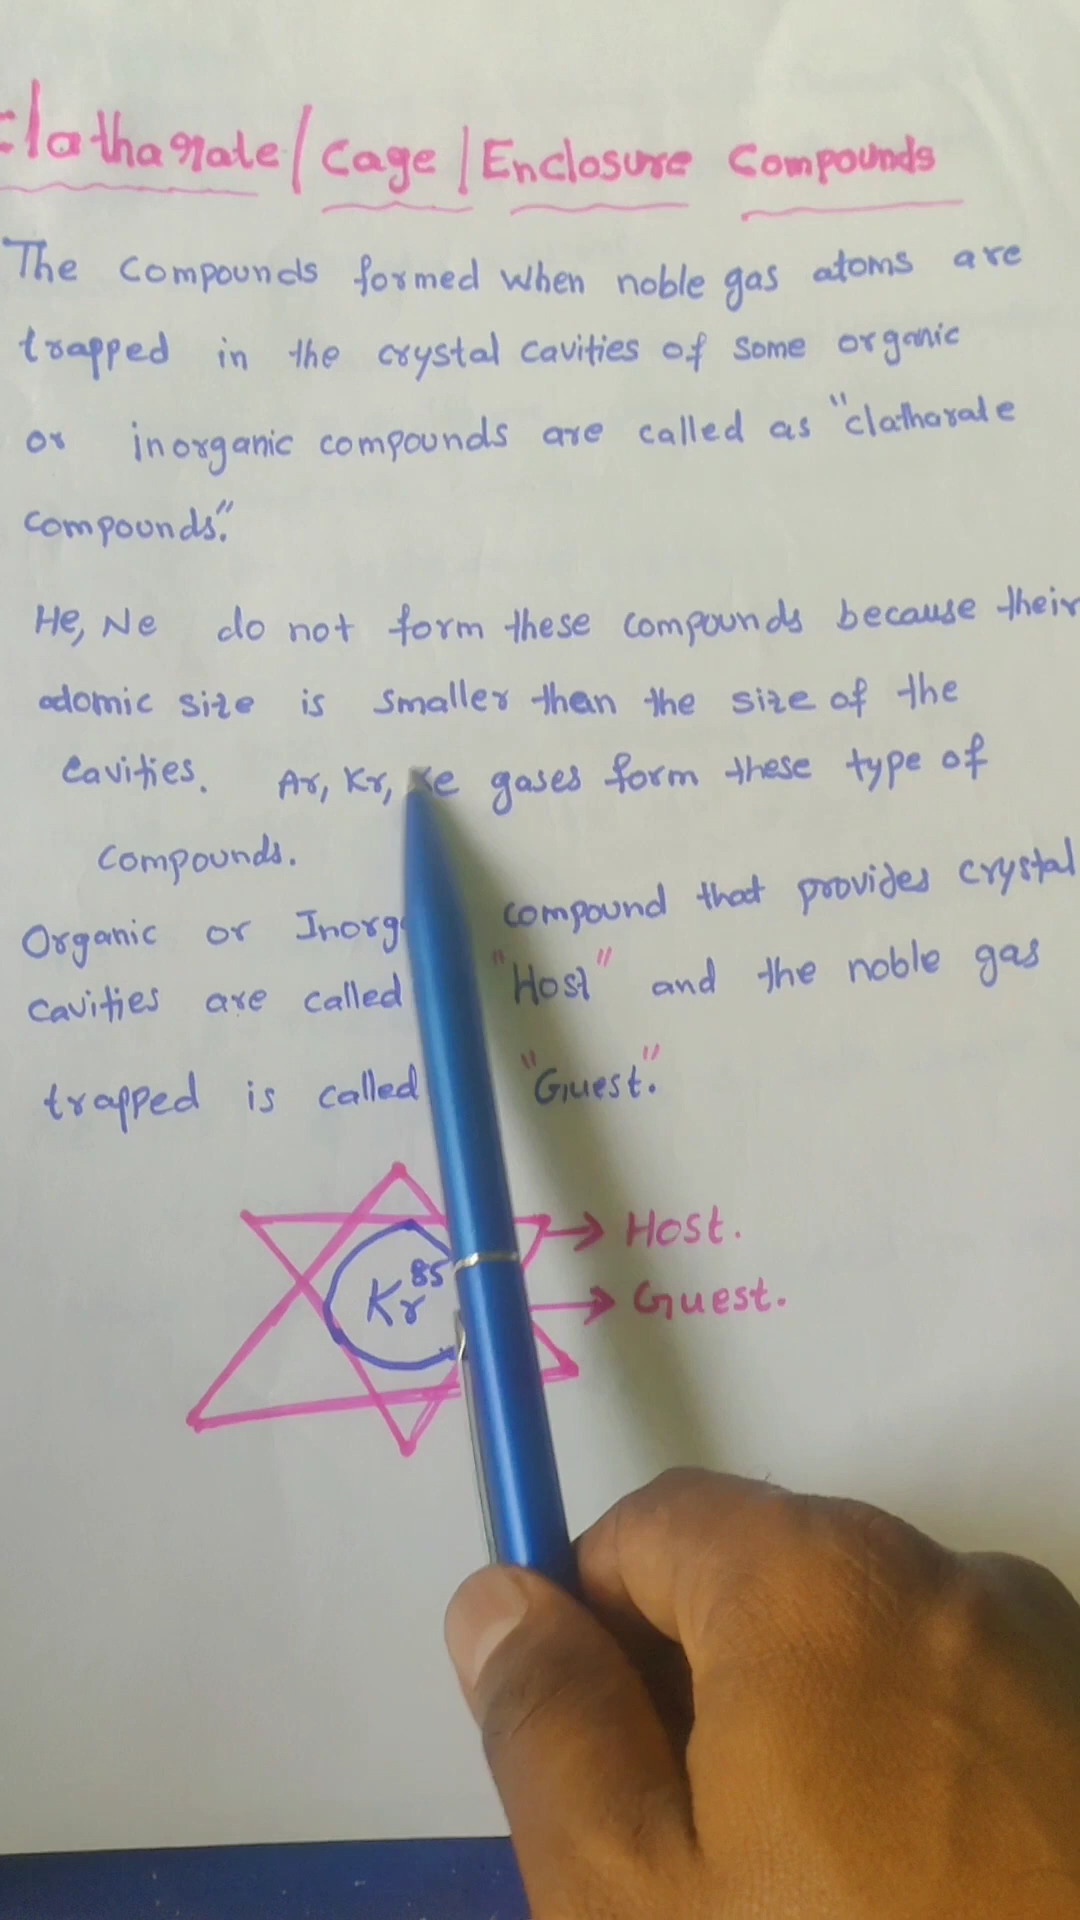 Clatharate/Cage/Enclosure Compounds
The Compounds formed when noble gas atoms are
trapped in the crystal cavities of some organic
or inorganic compounds are called as "clatharate
compounds".
He, Ne do not form these compounds because their
atomic size is smaller than the size of the
cavities. Ar, Kr, Xe gases form these type of
compounds.
Organic or compound that provides crystal
cavities are called "Host" and the noble gas
trapped is called "Guest".
Host.
Kr85
Guest.